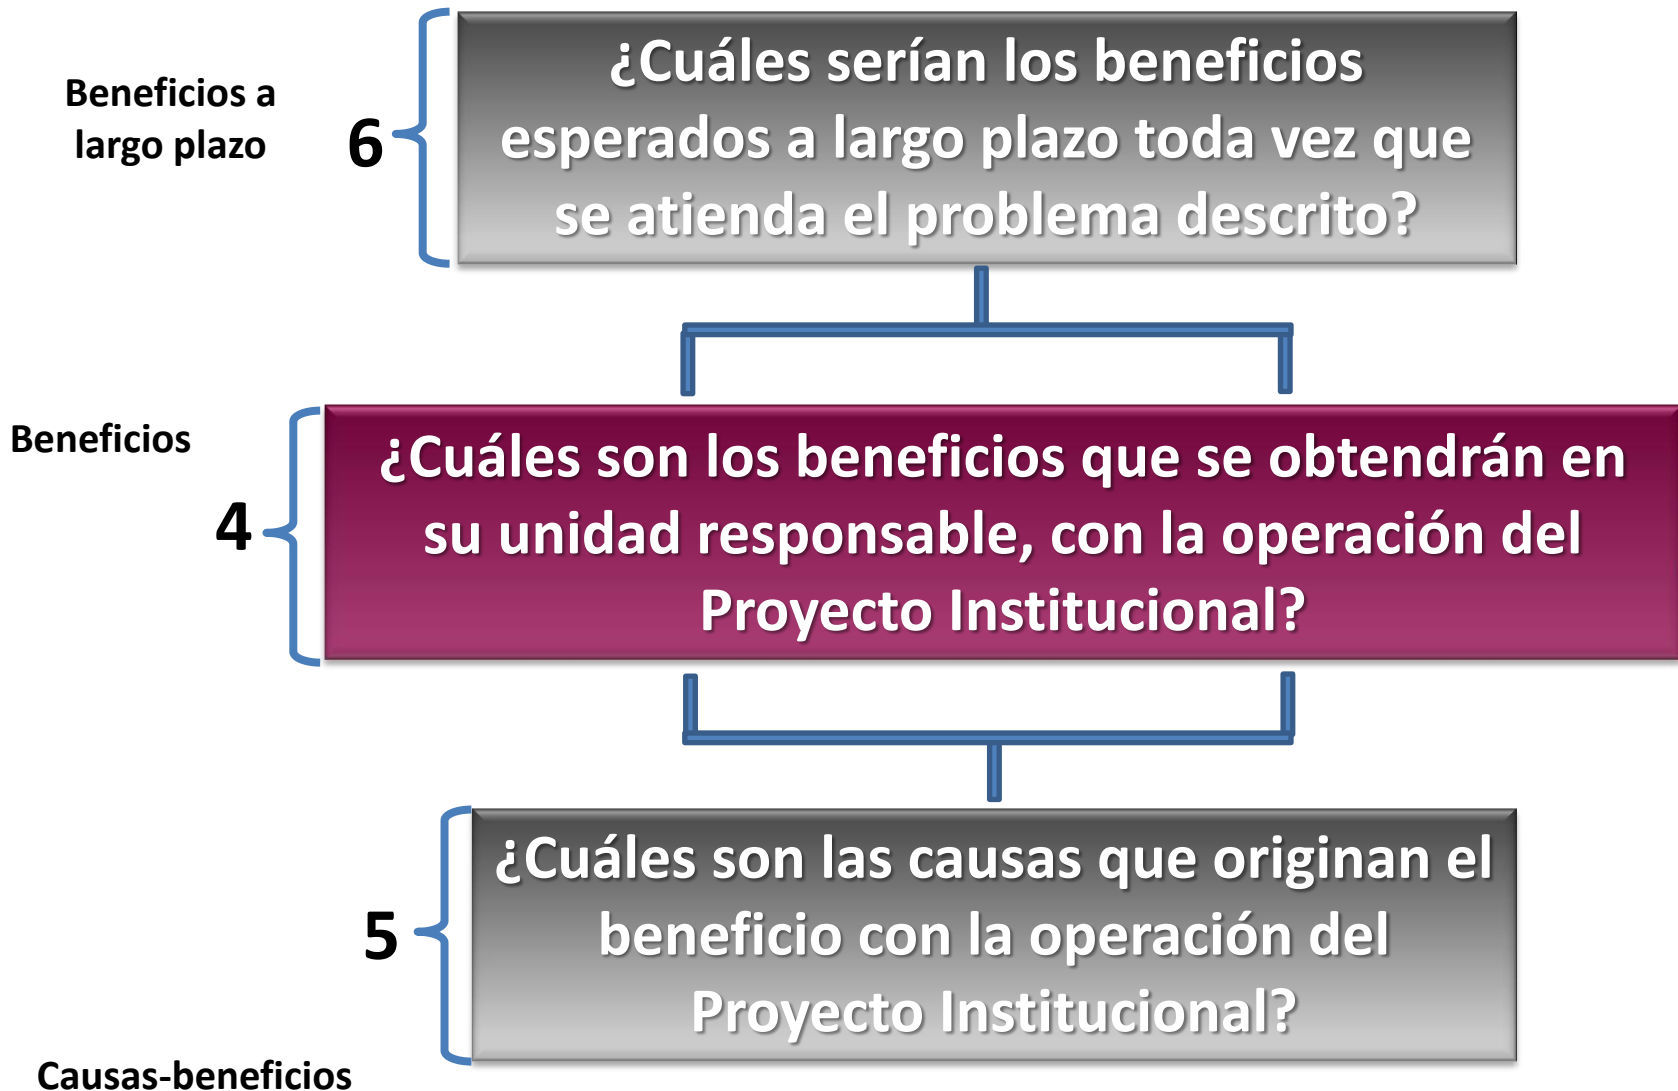 Beneficios a
largo plazo
6
¿Cuáles serían los beneficios
esperados a largo plazo toda vez que
se atienda el problema descrito?
Beneficios
4
¿Cuáles son los beneficios que se obtendrán en
su unidad responsable, con la operación del
Proyecto Institucional?
5
¿Cuáles son las causas que originan el
beneficio con la operación del
Proyecto Institucional?
Causas-beneficios